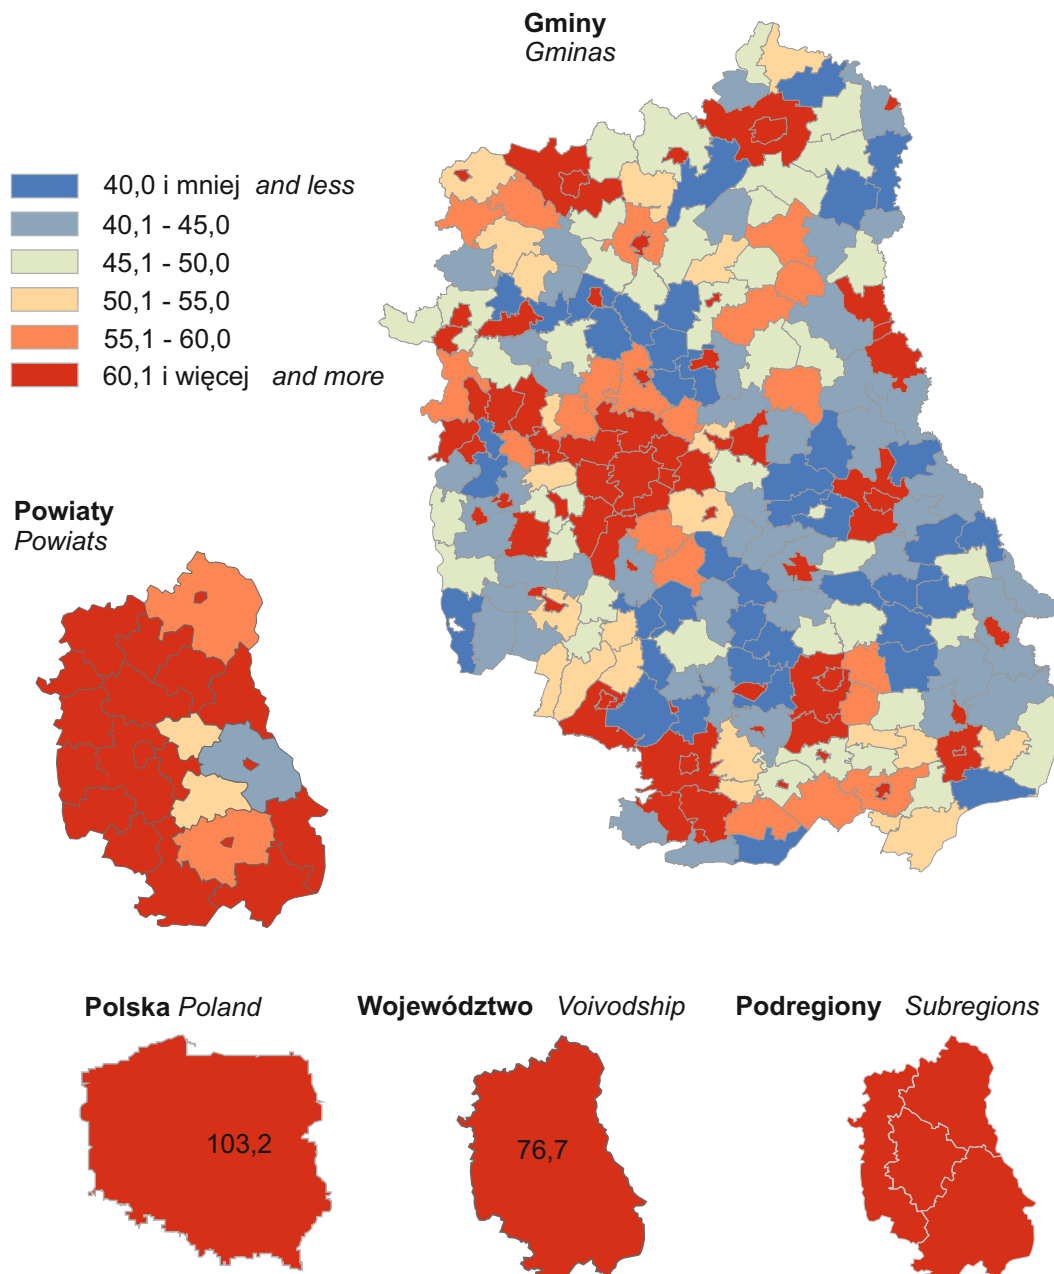 Gminy
Gminas
40,0 i mniej and less
40,1 - 45,0
45,1 - 50,0
50,1 - 55,0
55,1 - 60,0
60,1 i więcej and more
Powiaty
Powiats
Polska Poland
Województwo Voivodship
Podregiony Subregions
103,2
76,7